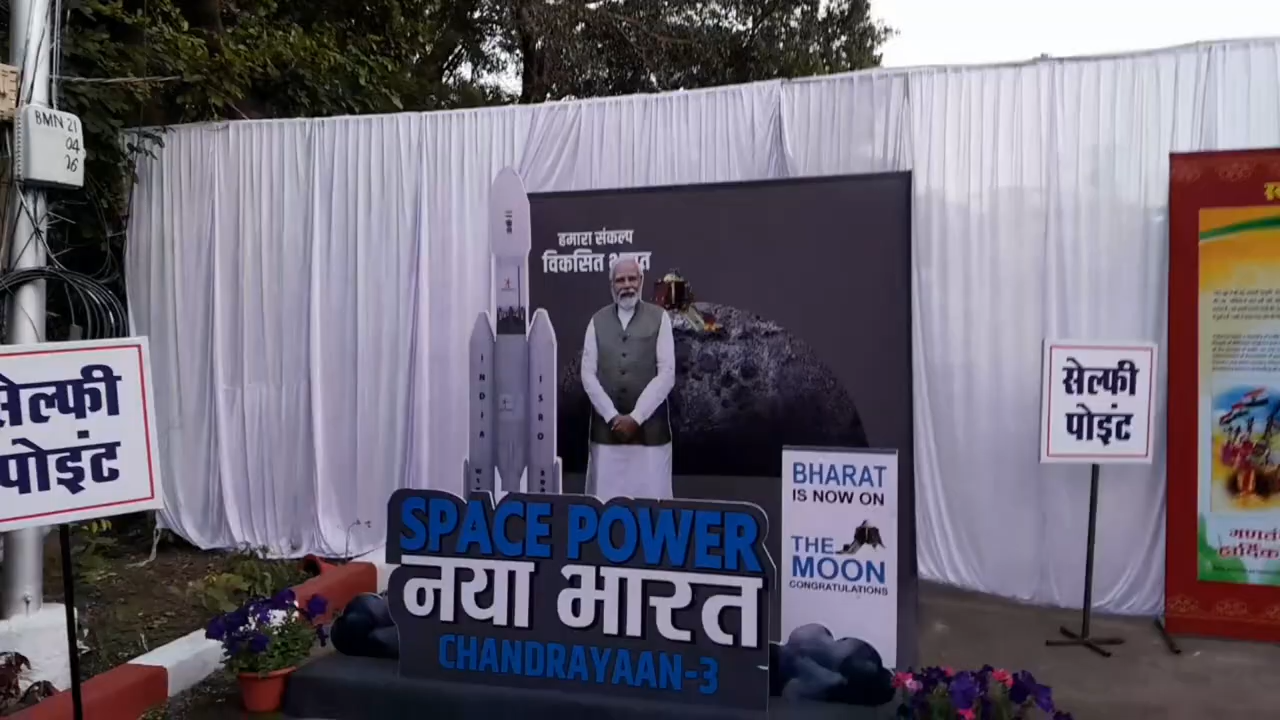 BMN 21
04
हमारा संकल्प
विकसित
सेल्फी
पोइंट
INDIA
ISRO
SPACE POWER
नया भारत
CHANDRAYAAN-3
BHARAT
IS NOW ON
THE
MOON
CONGRATULATIONS
सेल्फी
पोइंट